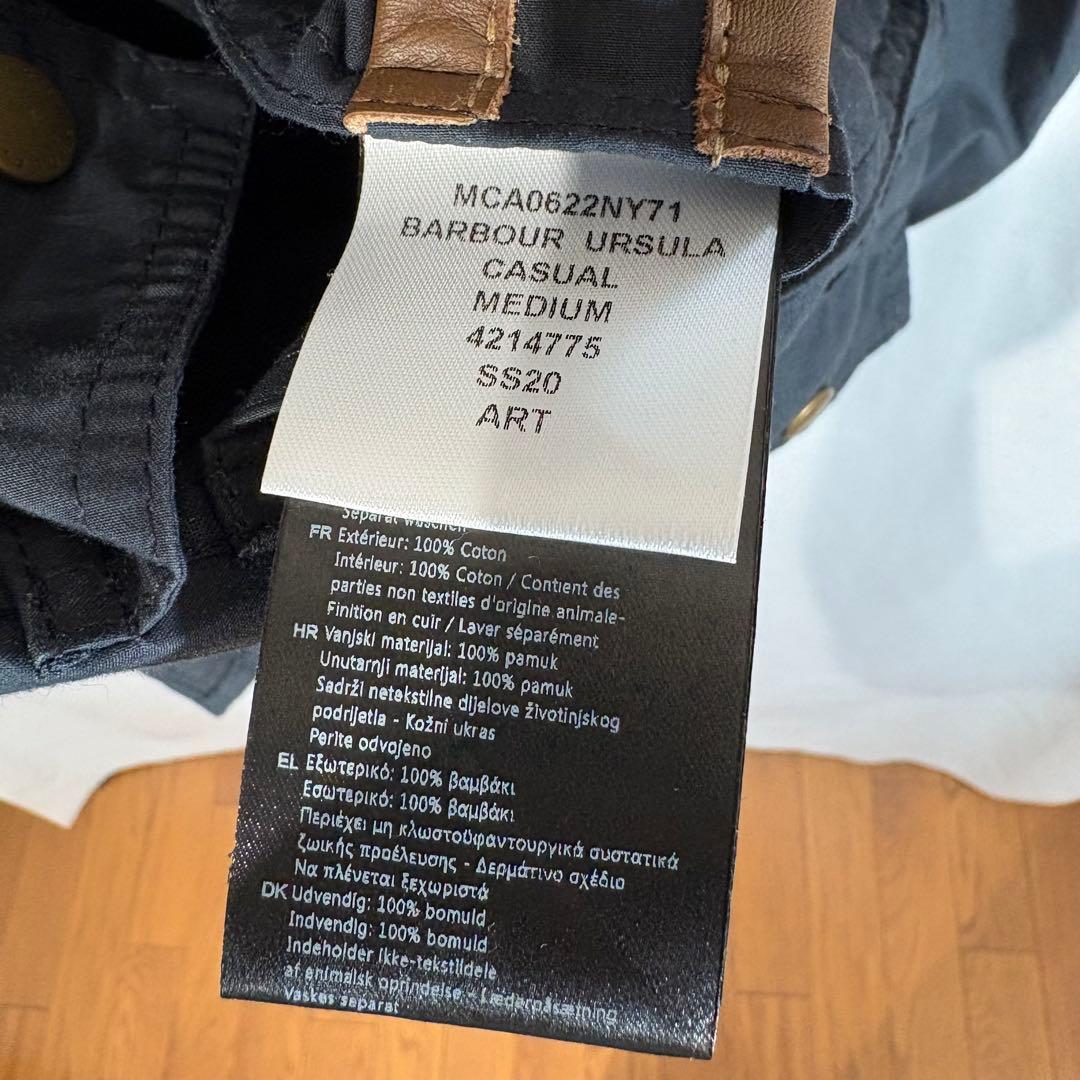 MCA0622NY71
BARBOUR URSULA
CASUAL
MEDIUM
4214775
SS20
ART
Separat waschen
FR Extérieur: 100% Coton
Intérieur: 100% Coton / Contient des
parties non textiles d'origine animale-
Finition en cuir / Laver séparément
HR Vanjski materijal: 100% pamuk
Unutarnji materijal: 100% pamuk
Sadrži netekstilne dijelove životinjskog
podrijetla - Kožni ukras
Perite odvojeno
EL Εξωτερικό: 100% βαμβάκι
Εσωτερικό: 100% βαμβάκι
Περιέχει μη κλωστοϋφαντουργικά συστατικά
ζωικής προέλευσης - Δερμάτινο σχέδιο
Να πλένεται ξεχωριστά
DK Udvendig: 100% bomuld
Indvendig: 100% bomuld
Indeholder ikke-tekstildele
af animalsk oprindelse - Læderpåsætning
Vaskes separat